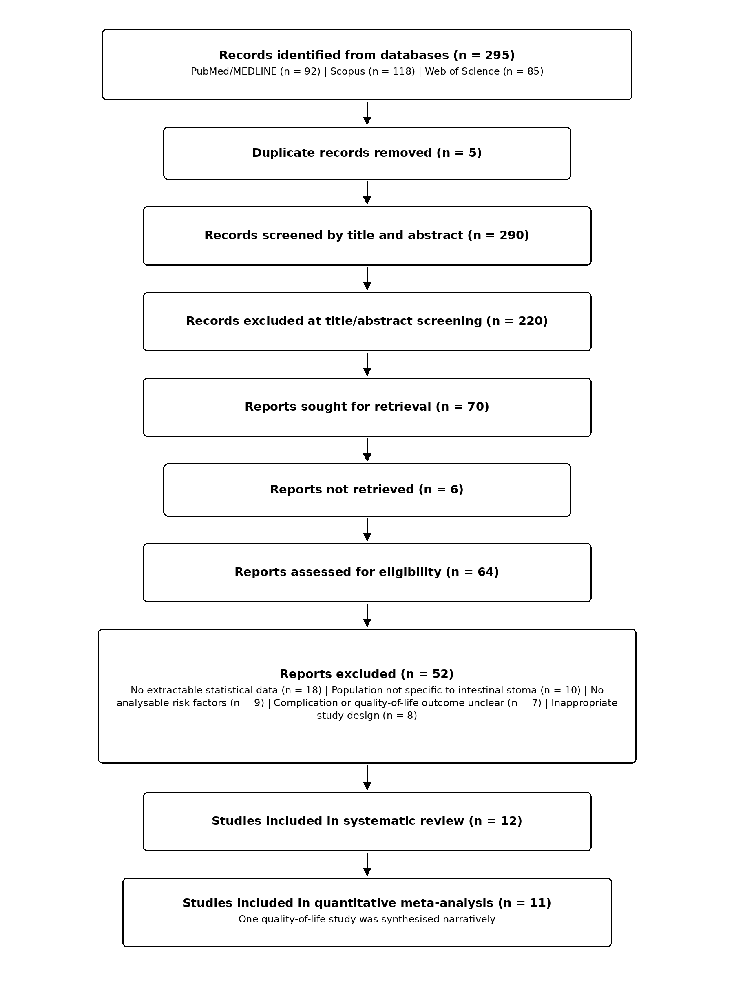 Records identified from databases (n = 295)
PubMed/MEDLINE (n = 92) | Scopus (n = 118) | Web of Science (n = 85)
Duplicate records removed (n = 5)
Records screened by title and abstract (n = 290)
Records excluded at title/abstract screening (n = 220)
Reports sought for retrieval (n = 70)
Reports not retrieved (n = 6)
Reports assessed for eligibility (n = 64)
Reports excluded (n = 52)
No extractable statistical data (n = 18) | Population not specific to intestinal stoma (n = 10) | No
analysable risk factors (n = 9) | Complication or quality-of-life outcome unclear (n = 7) | Inappropriate
study design (n = 8)
Studies included in systematic review (n = 12)
Studies included in quantitative meta-analysis (n = 11)
One quality-of-life study was synthesised narratively